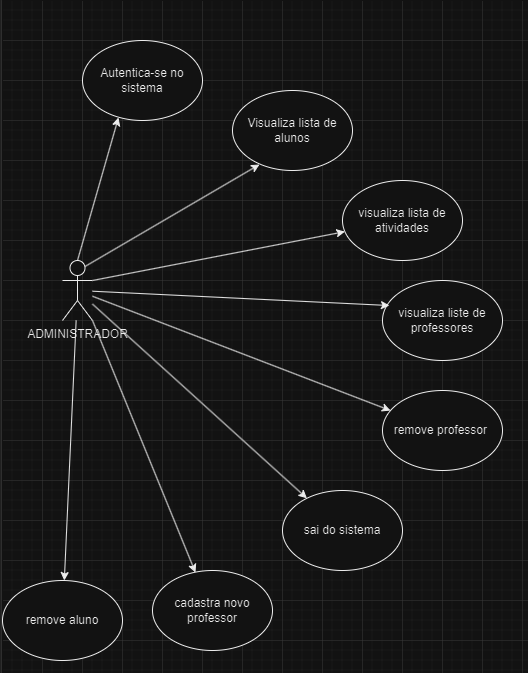 Autentica-se no
sistema
Visualiza lista de
alunos
visualiza lista de
atividades
visualiza liste de
professores
ADMINISTRADOR
remove professor
sai do sistema
cadastra novo
professor
remove aluno